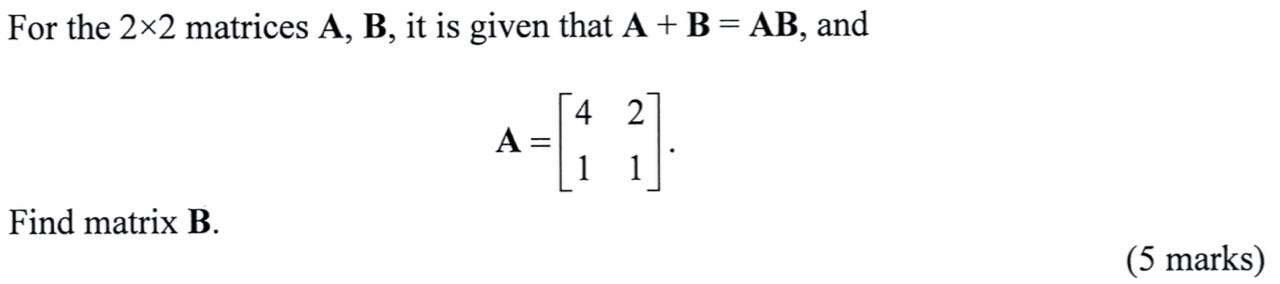 For the 2×2 matrices A, B, it is given that A + B = AB, and
A = [4 2
1 1].
Find matrix B.
(5 marks)